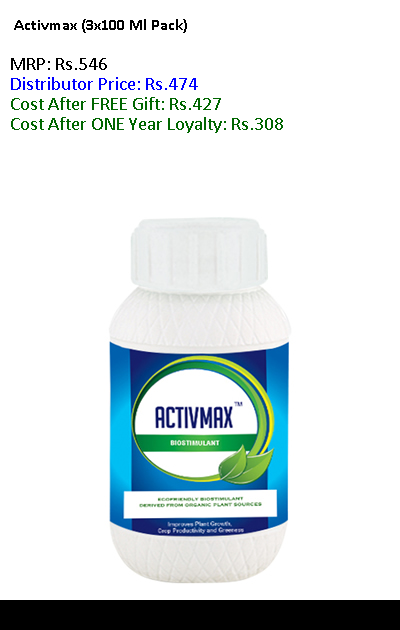 Activmax (3x100 Ml Pack)
MRP: Rs.546
Distributor Price: Rs.474
Cost After FREE Gift: Rs.427
Cost After ONE Year Loyalty: Rs.308
ACTIVMAX™
BIOSTIMULANT
ECOFRIENDLY BIOSTIMULANT
DERIVED FROM ORGANIC PLANT SOURCES
Improves Plant Growth,
Crop Productivity and Greeness